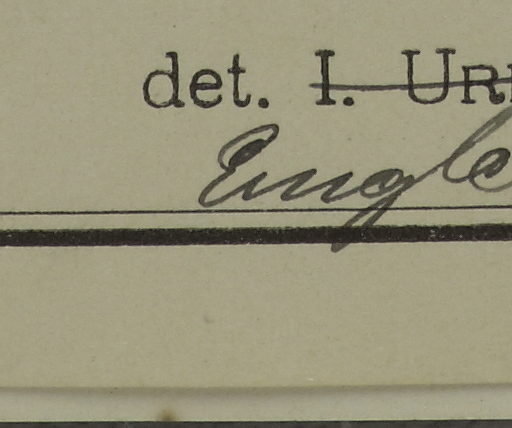 det. I. UR
Engle